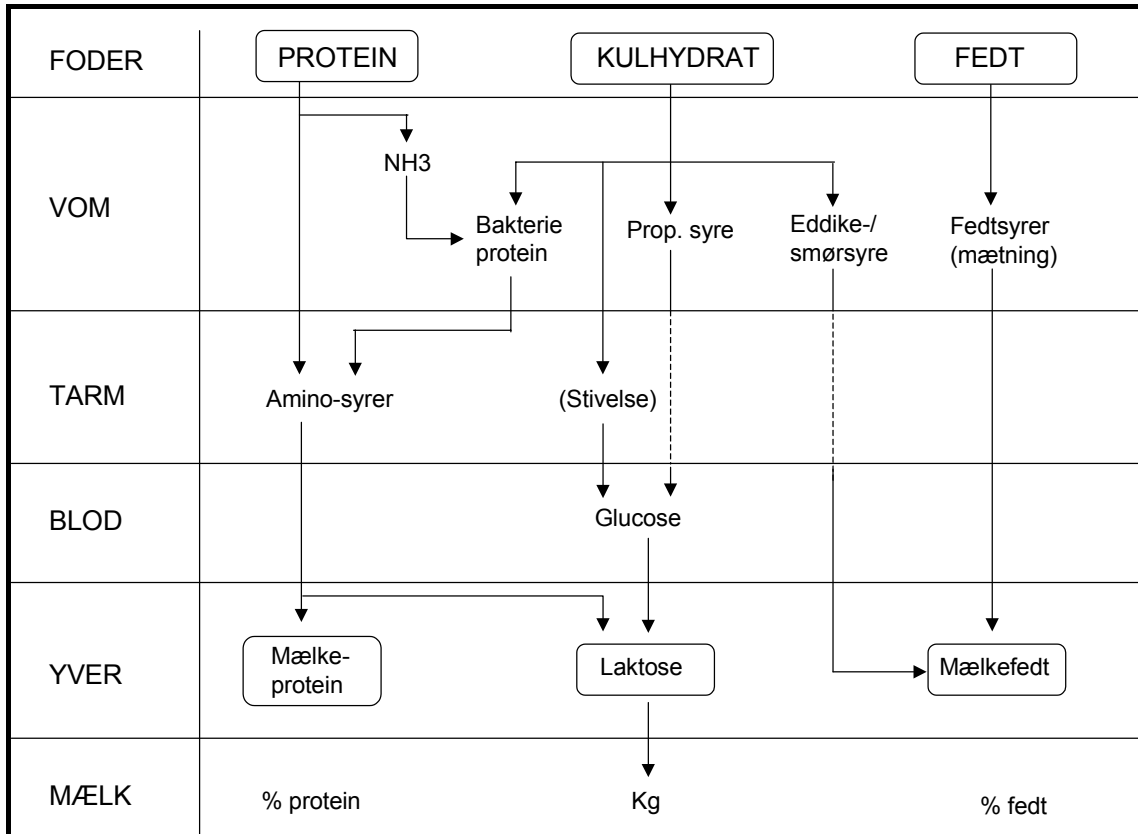 FODER
PROTEIN
KULHYDRAT
FEDT
VOM
NH3
Bakterie
protein
Prop. syre
Eddike-/
smørsyre
Fedtsyrer
(mætning)
TARM
Amino-syrer
(Stivelse)
BLOD
Glucose
YVER
Mælke-
protein
Laktose
Mælkefedt
MÆLK
% protein
Kg
% fedt